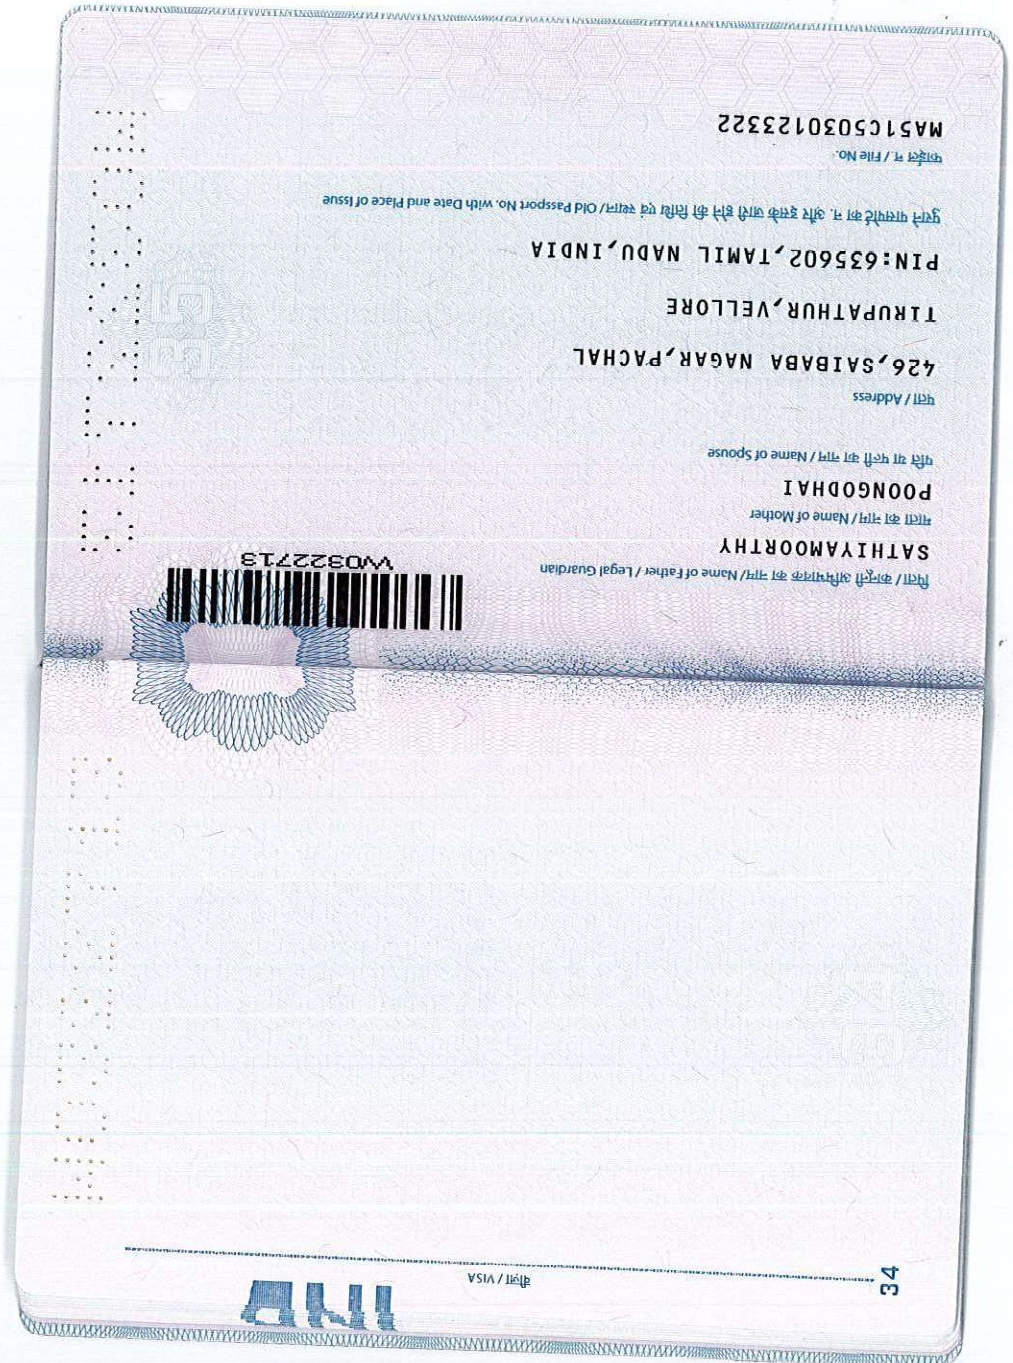 IND
वीज़ा / VISA
34
पिता / कानूनी अभिभावक का नाम / Name of Father / Legal Guardian
SATHIYAMOORTHY
W0322713
माता का नाम / Name of Mother
POONGODHAI
पति या पत्नी का नाम / Name of Spouse
पता / Address
426,SAIBABA NAGAR,PACHAL
TIRUPATHUR,VELLORE
PIN:635602,TAMIL NADU,INDIA
पुराने पासपोर्ट का न. और इसके जारी होने की तिथि एवं स्थान / Old Passport No. with Date and Place of Issue
फाईल न. / File No.
MA51C5030123322